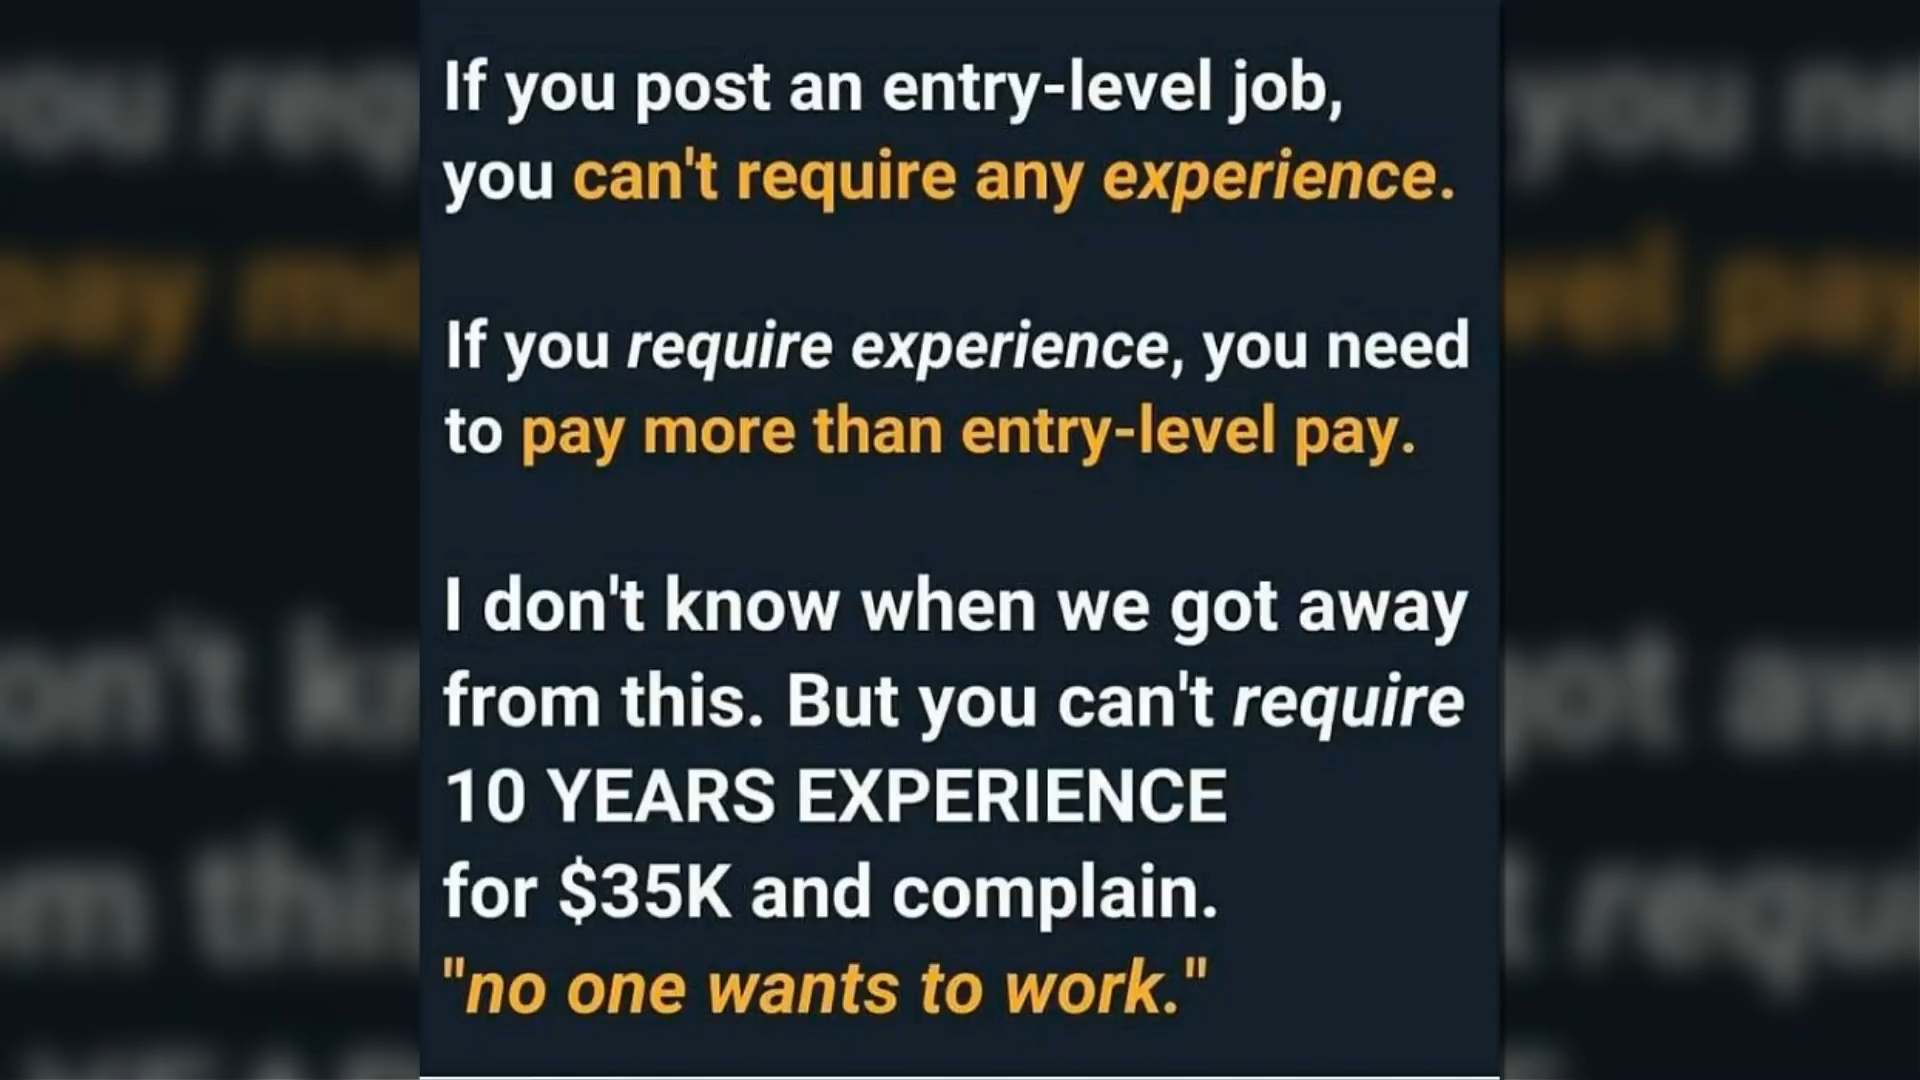 If you post an entry-level job,
you can't require any experience.
If you require experience, you need
to pay more than entry-level pay.
I don't know when we got away
from this. But you can't require
10 YEARS EXPERIENCE
for $35K and complain.
"no one wants to work."